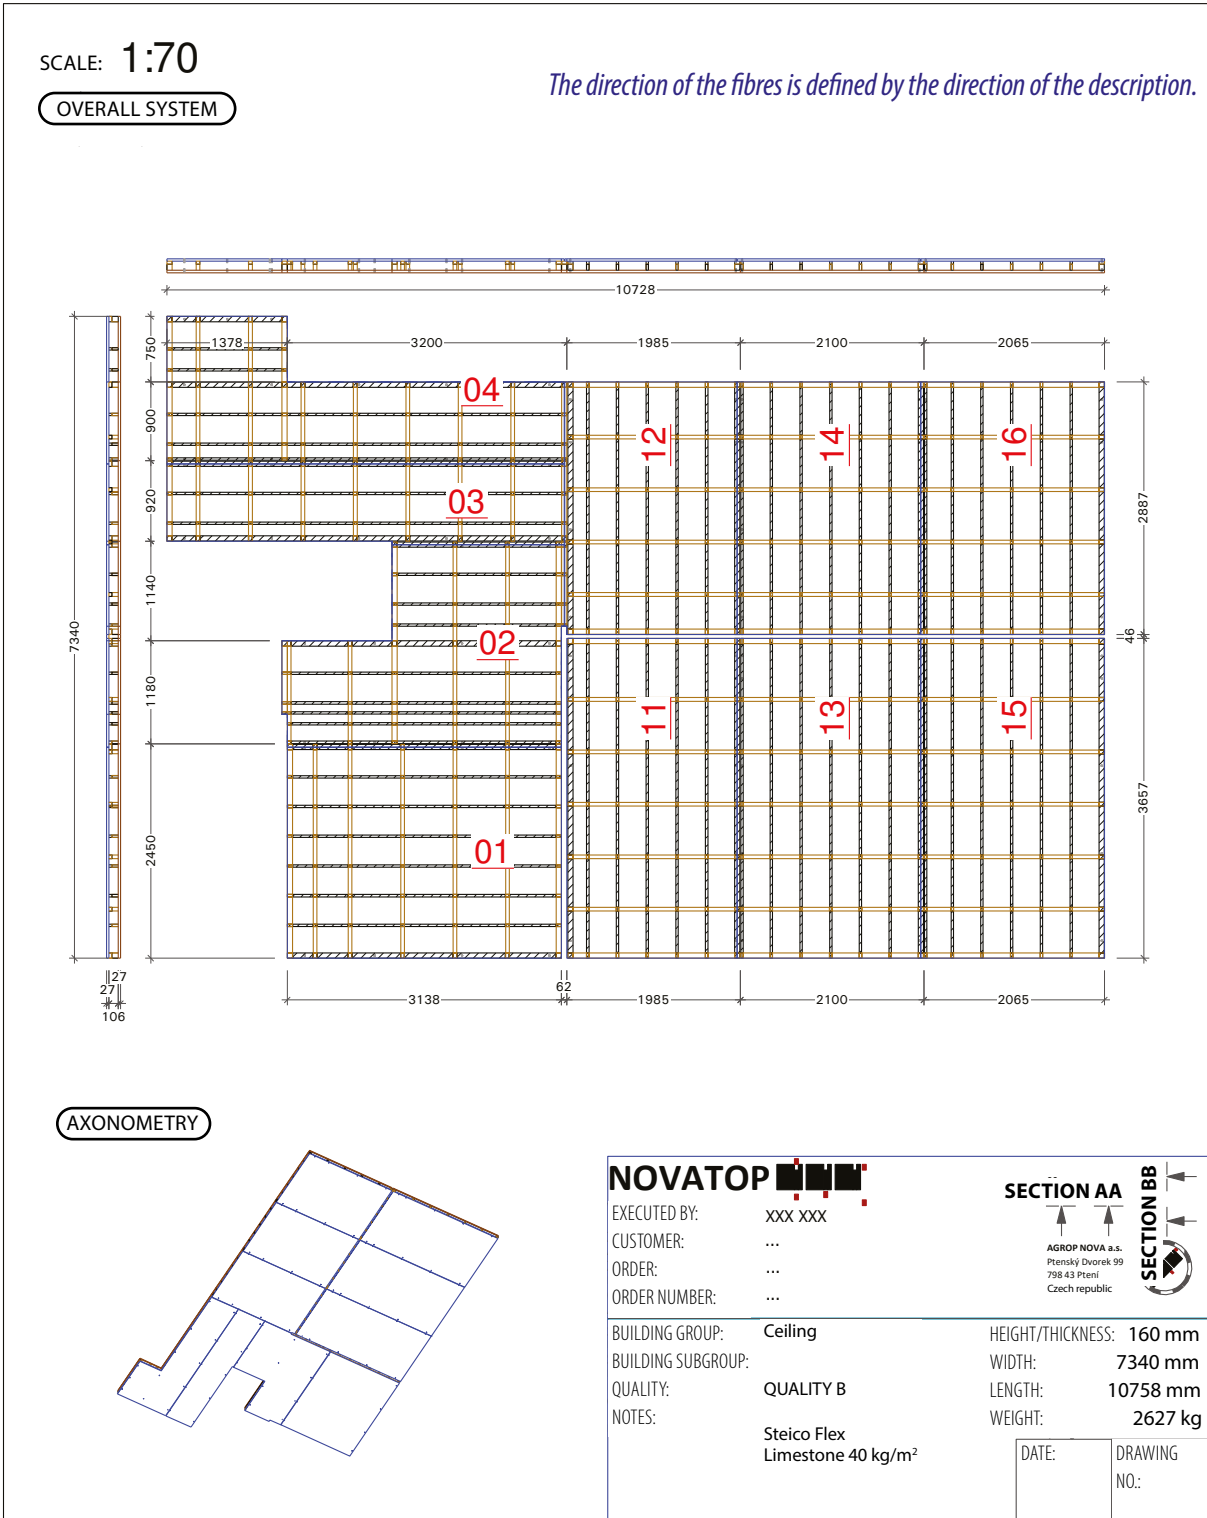 SCALE: 1:70
OVERALL SYSTEM
The direction of the fibres is defined by the direction of the description.
10728
1378
3200
1985
2100
2065
750
900
920
1140
1180
2450
7340
04
03
02
01
12
14
16
11
13
15
2887
46
3657
27
27
106
3138
62
1985
2100
2065
AXONOMETRY
NOVATOP
EXECUTED BY: XXX XXX
CUSTOMER: ...
ORDER: ...
ORDER NUMBER: ...
SECTION AA
SECTION BB
AGROP NOVA a.s.
Ptenský Dvorek 99
798 43 Ptení
Czech republic
BUILDING GROUP: Ceiling
BUILDING SUBGROUP:
QUALITY: QUALITY B
NOTES:
Steico Flex
Limestone 40 kg/m²
HEIGHT/THICKNESS: 160 mm
WIDTH: 7340 mm
LENGTH: 10758 mm
WEIGHT: 2627 kg
DATE:
DRAWING
NO.: